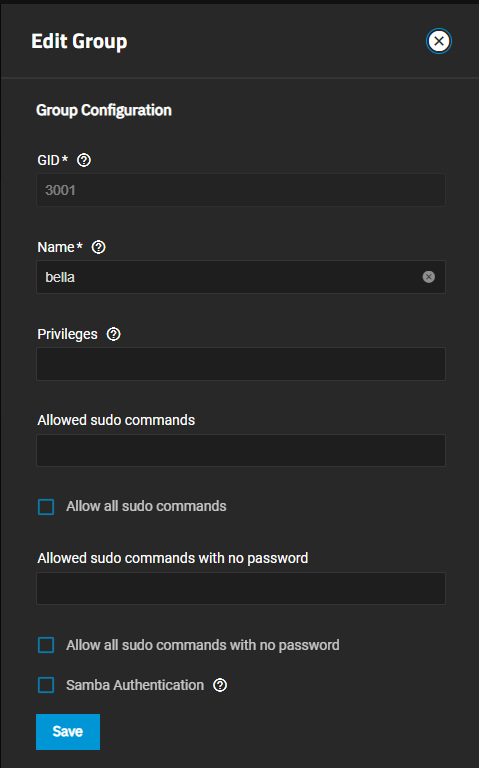 Edit Group
Group Configuration
GID*
3001
Name*
bella
Privileges
Allowed sudo commands
Allow all sudo commands
Allowed sudo commands with no password
Allow all sudo commands with no password
Samba Authentication
Save